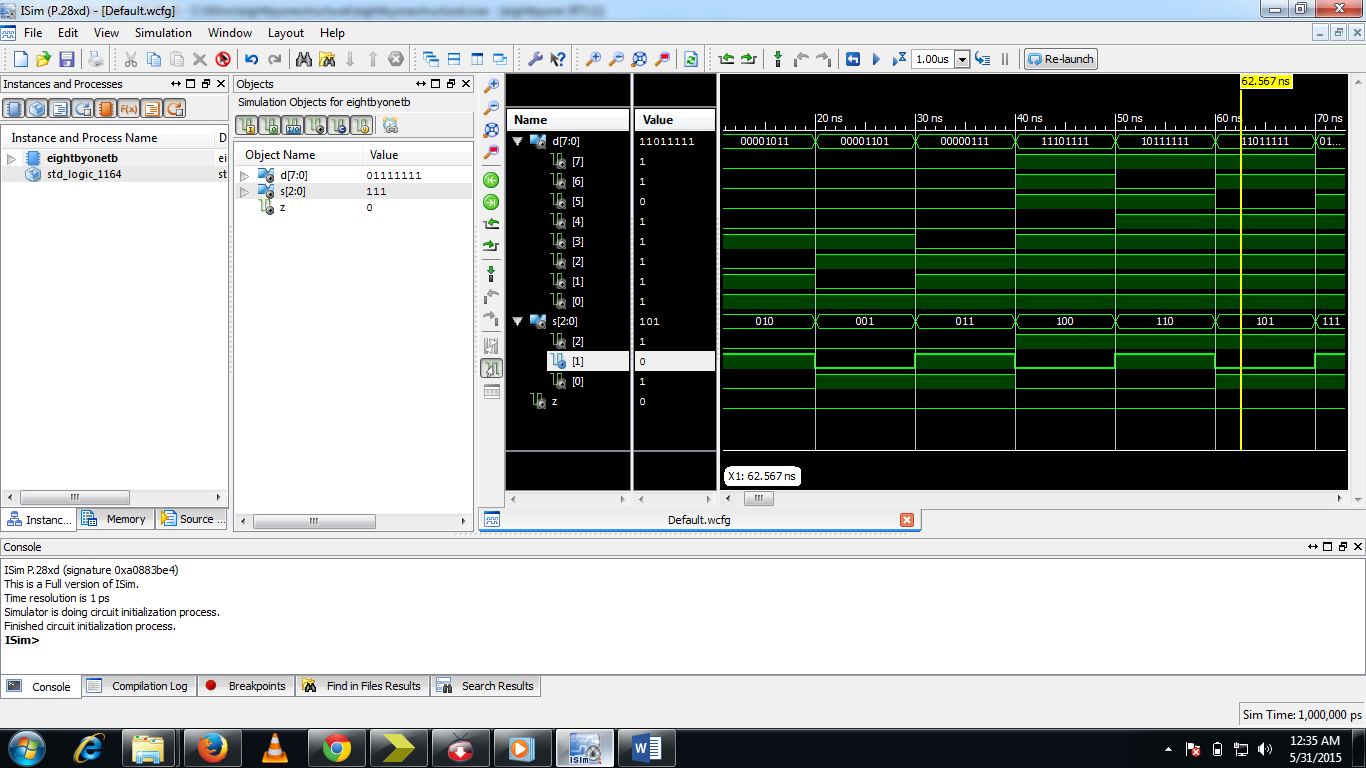 ISim (P.28xd) - [Default.wcfg]
File Edit View Simulation Window Layout Help
1.00us Re-launch
Instances and Processes
Instance and Process Name D
eightbyonetb ei
std_logic_1164 st
Instanc... Memory Source ...
Objects
Simulation Objects for eightbyonetb
Object Name Value
d[7:0] 01111111
s[2:0] 111
z 0
62.567 ns
Name Value
20 ns 30 ns 40 ns 50 ns 60 ns 70 ns
d[7:0] 11011111 00001011 00001101 00000111 11101111 10111111 11011111 01...
[7] 1
[6] 1
[5] 0
[4] 1
[3] 1
[2] 1
[1] 1
[0] 1
s[2:0] 101 010 001 011 100 110 101 111
[2] 1
[1] 0
[0] 1
z 0
X1: 62.567 ns
Default.wcfg
Console
ISim P.28xd (signature 0xa0883be4)
This is a Full version of ISim.
Time resolution is 1 ps
Simulator is doing circuit initialization process.
Finished circuit initialization process.
ISim>
Console Compilation Log Breakpoints Find in Files Results Search Results
Sim Time: 1,000,000 ps
ISim
12:35 AM
5/31/2015